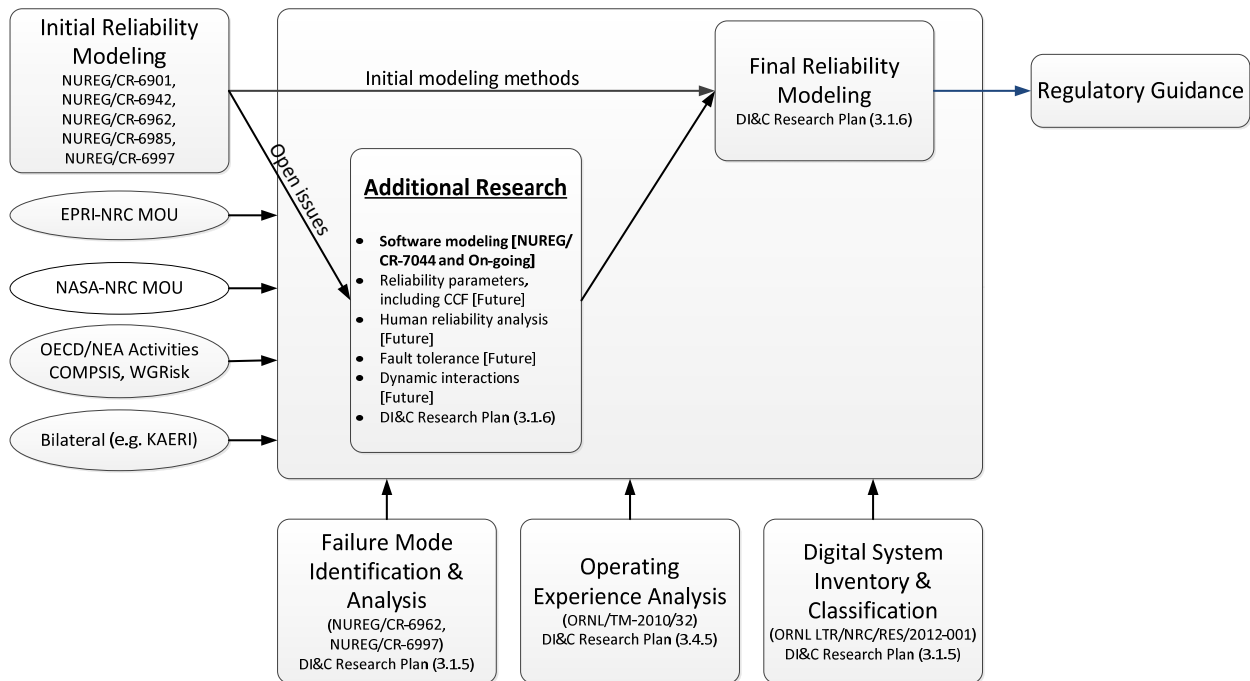 Initial Reliability
Modeling
NUREG/CR-6901,
NUREG/CR-6942,
NUREG/CR-6962,
NUREG/CR-6985,
NUREG/CR-6997
Initial modeling methods
Final Reliability
Modeling
DI&C Research Plan (3.1.6)
Regulatory Guidance
Open issues
Additional Research
• Software modeling [NUREG/
CR-7044 and On-going]
• Reliability parameters,
including CCF [Future]
• Human reliability analysis
[Future]
• Fault tolerance [Future]
• Dynamic interactions
[Future]
• DI&C Research Plan (3.1.6)
EPRI-NRC MOU
NASA-NRC MOU
OECD/NEA Activities
COMPSIS, WGRisk
Bilateral (e.g. KAERI)
Failure Mode
Identification &
Analysis
(NUREG/CR-6962,
NUREG/CR-6997)
DI&C Research Plan (3.1.5)
Operating
Experience Analysis
(ORNL/TM-2010/32)
DI&C Research Plan (3.4.5)
Digital System
Inventory &
Classification
(ORNL LTR/NRC/RES/2012-001)
DI&C Research Plan (3.1.5)